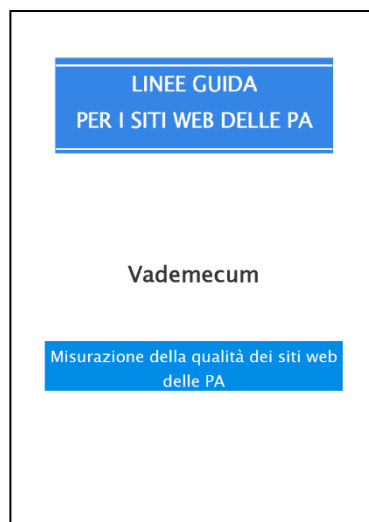 LINEE GUIDA
PER I SITI WEB DELLE PA
Vademecum
Misurazione della qualità dei siti web
delle PA